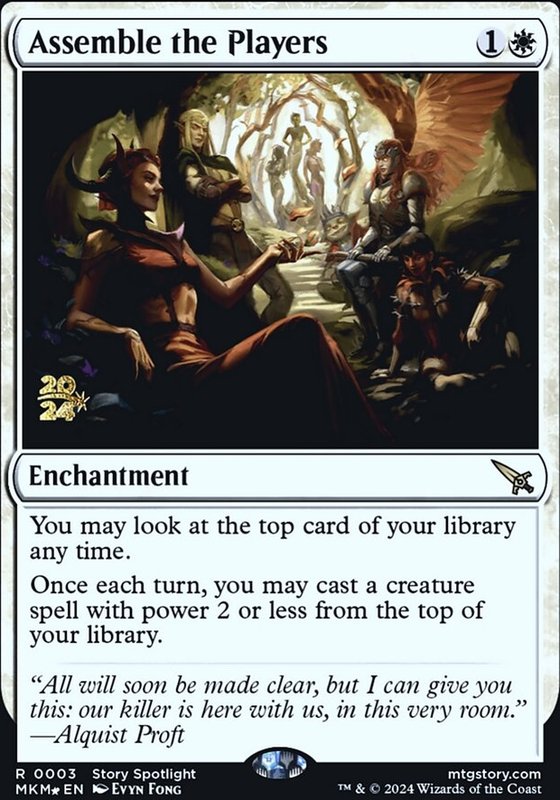 Assemble the Players 1
20
24
Enchantment
You may look at the top card of your library
any time.
Once each turn, you may cast a creature
spell with power 2 or less from the top of
your library.
“All will soon be made clear, but I can give you
this: our killer is here with us, in this very room.”
—Alquist Proft
R 0003 Story Spotlight mtgstory.com
MKM★EN Evyn Fong ™ & © 2024 Wizards of the Coast